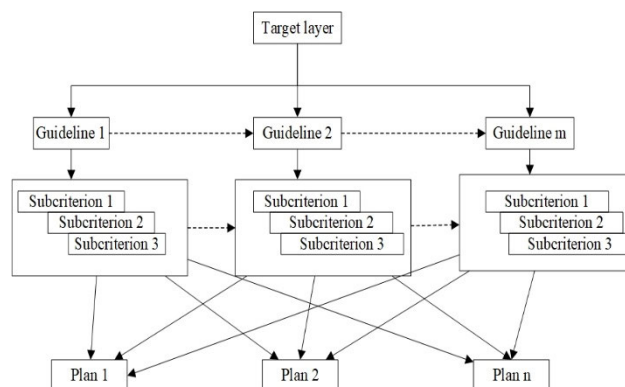 Target layer
Guideline 1
Guideline 2
Guideline m
Subcriterion 1
Subcriterion 2
Subcriterion 3
Subcriterion 1
Subcriterion 2
Subcriterion 3
Subcriterion 1
Subcriterion 2
Subcriterion 3
Plan 1
Plan 2
Plan n